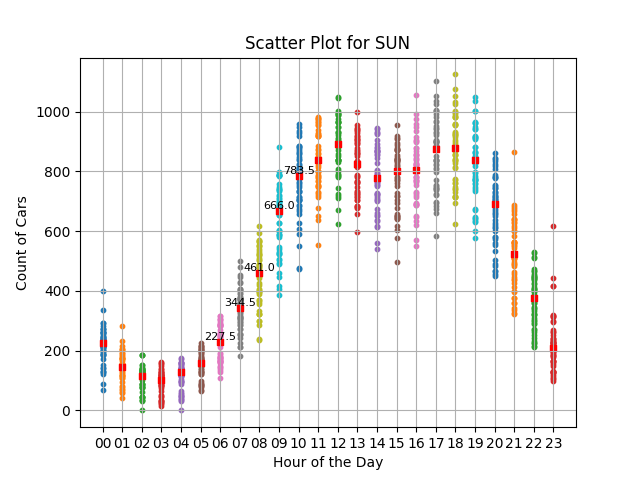 Scatter Plot for SUN
Count of Cars
1000
800
600
400
200
0
783.5
666.0
461.0
344.5
227.5
00 01 02 03 04 05 06 07 08 09 10 11 12 13 14 15 16 17 18 19 20 21 22 23
Hour of the Day